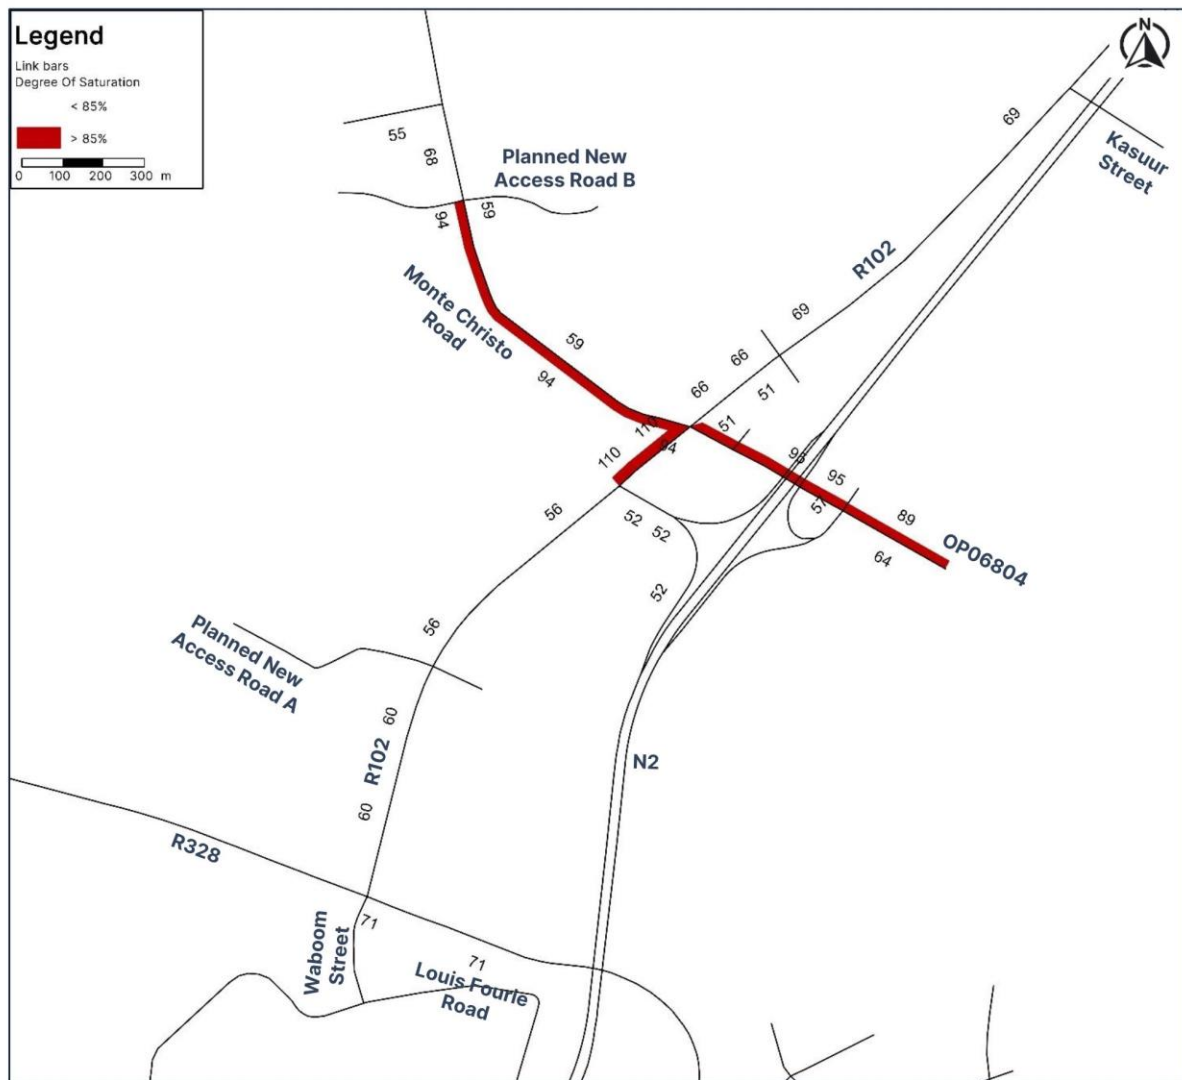 Legend
Link bars
Degree Of Saturation
< 85%
> 85%
0 100 200 300 m
N
69
Kasuur
Street
55
68
Planned New
Access Road B
94
59
R102
Monte Christo
Road
59
94
69
66
66
51
51
110
94
110
95
57
89
64
OP06804
56
52
52
52
56
Planned New
Access Road A
60
R102
60
N2
R328
71
Waboom
Street
71
Louis Fourie
Road